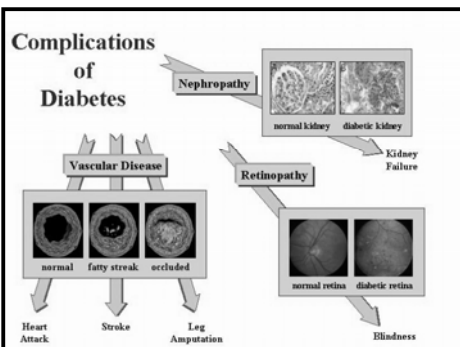 Complications
of
Diabetes
Nephropathy
normal kidney diabetic kidney
Kidney
Failure
Vascular Disease
normal fatty streak occluded
Heart
Attack
Stroke
Leg
Amputation
Retinopathy
normal retina diabetic retina
Blindness